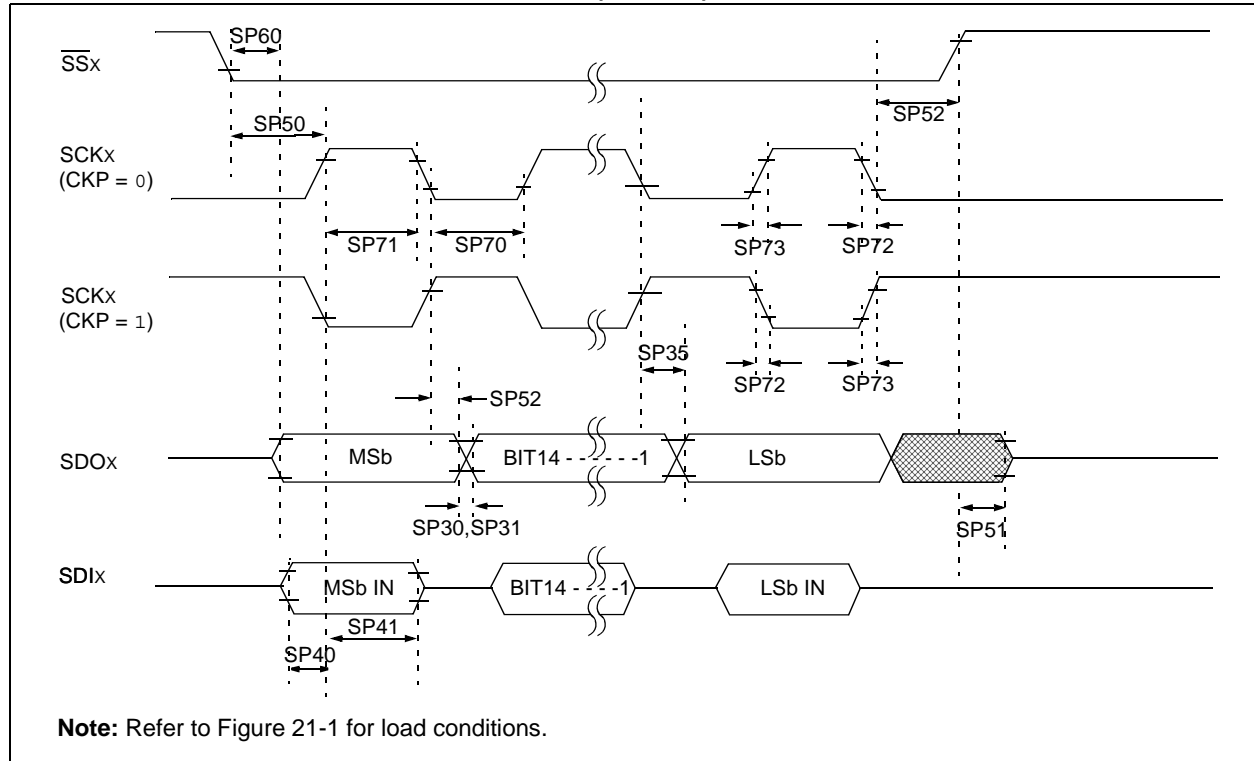 SP60
SSx
SP50
SP52
SCKx
(CKP = 0)
SP71
SP70
SP73
SP72
SCKx
(CKP = 1)
SP35
SP72
SP73
SP52
SDOx
MSb
BIT14 - - - - - -1
LSb
SP30,SP31
SP51
SDIx
MSb IN
BIT14 - - - -1
LSb IN
SP41
SP40
Note: Refer to Figure 21-1 for load conditions.